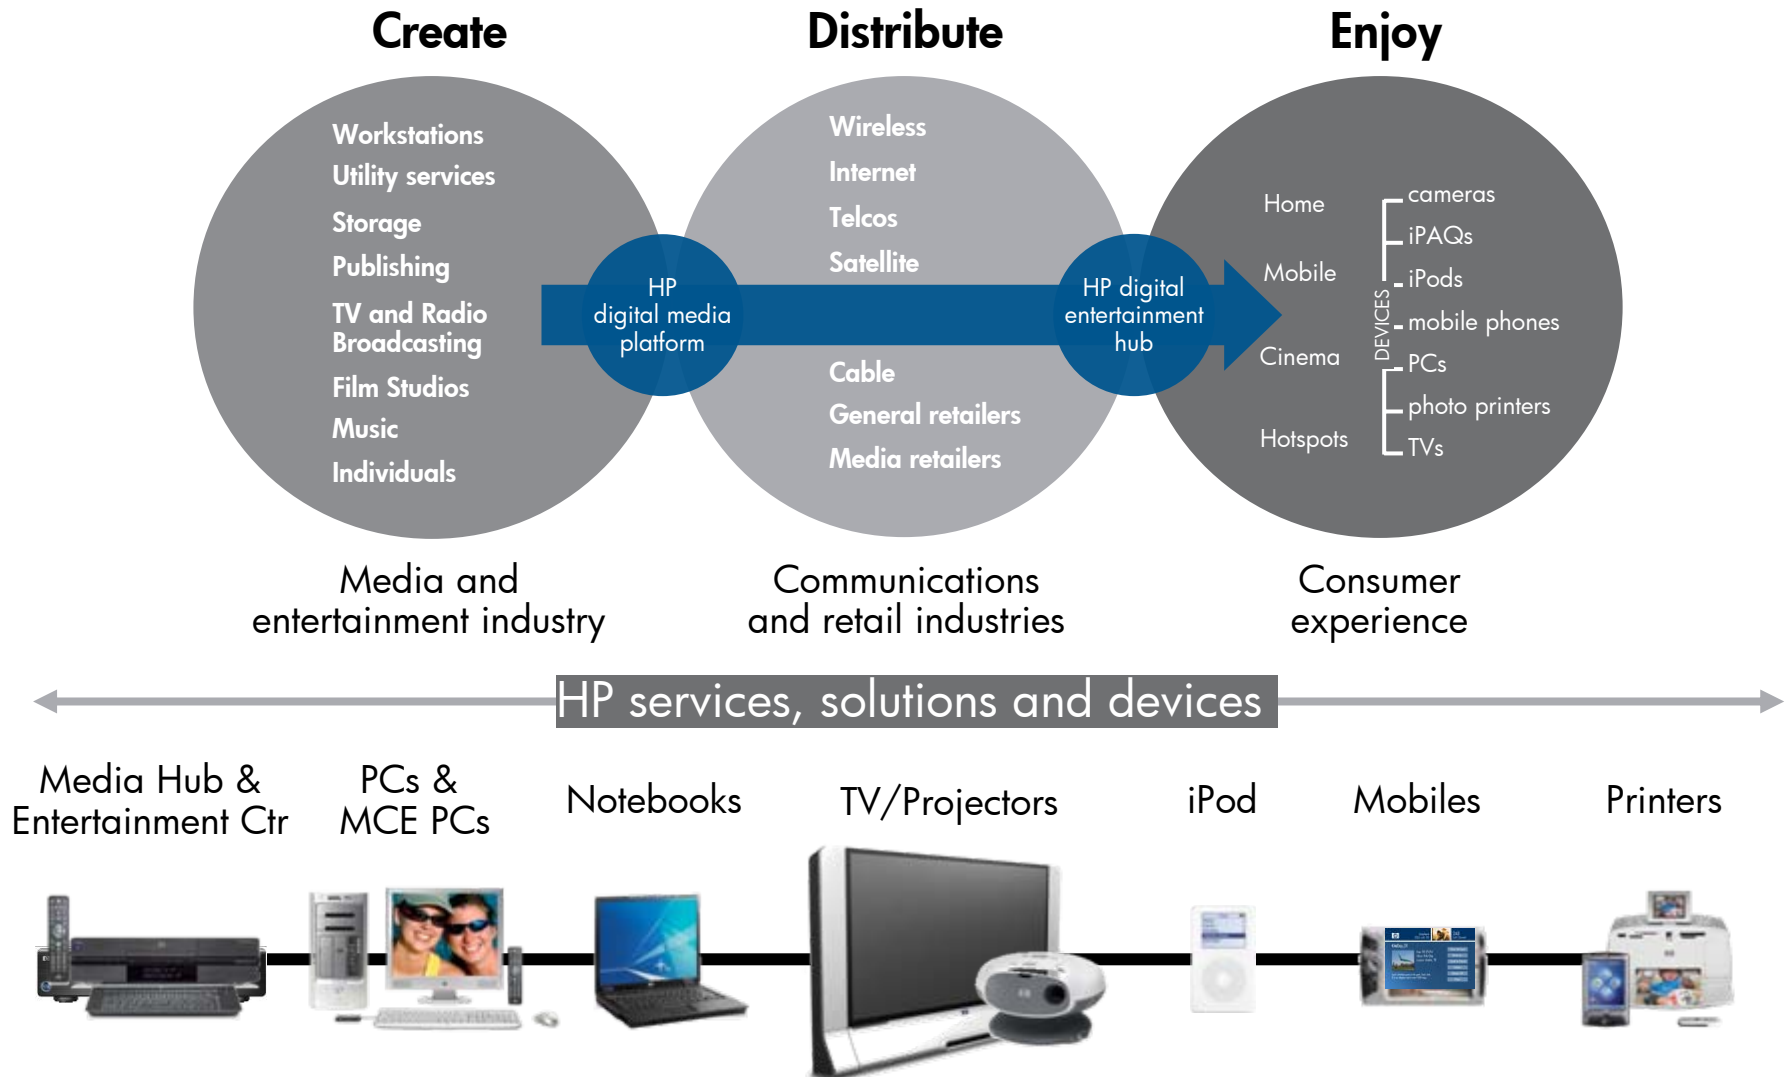 Create
Distribute
Enjoy
Workstations
Utility services
Storage
Publishing
TV and Radio
Broadcasting
Film Studios
Music
Individuals
HP
digital media
platform
Wireless
Internet
Telcos
Satellite
Cable
General retailers
Media retailers
HP digital
entertainment
hub
Home
Mobile
Cinema
Hotspots
DEVICES
cameras
iPAQs
iPods
mobile phones
PCs
photo printers
TVs
Media and
entertainment industry
Communications
and retail industries
Consumer
experience
HP services, solutions and devices
Media Hub &
Entertainment Ctr
PCs &
MCE PCs
Notebooks
TV/Projectors
iPod
Mobiles
Printers